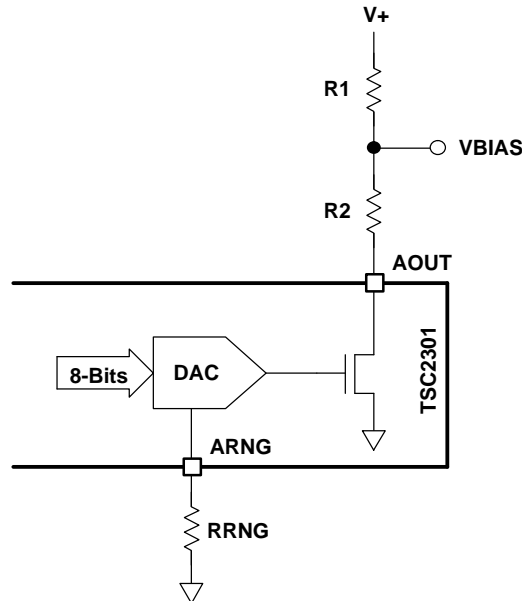 V+
R1
VBIAS
R2
AOUT
TSC2301
8-Bits
DAC
ARNG
RRNG